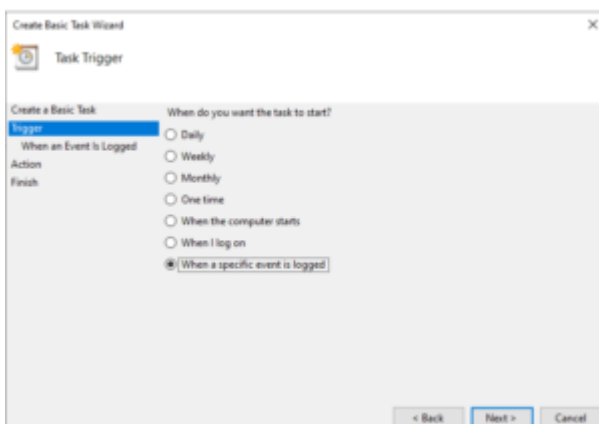 Create Basic Task Wizard
Task Trigger
Create a Basic Task
Trigger
When an Event Is Logged
Action
Finish
When do you want the task to start?
Daily
Weekly
Monthly
One time
When the computer starts
When I log on
When a specific event is logged
< Back
Next >
Cancel